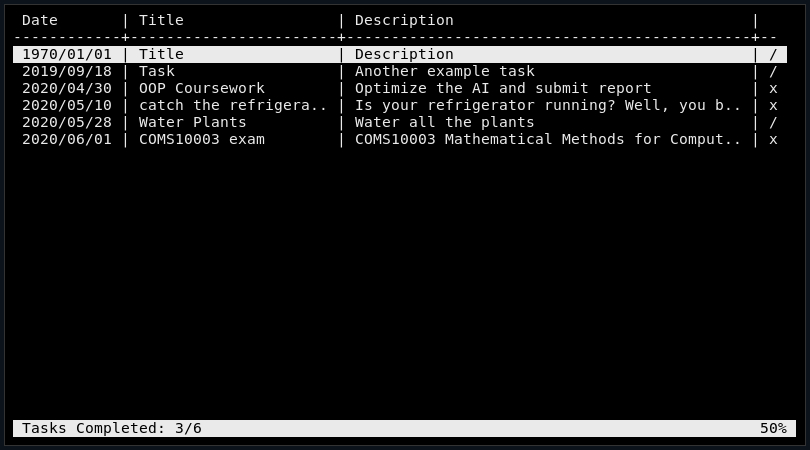 Date       | Title                 | Description                                 |
------------+-----------------------+---------------------------------------------+--
1970/01/01 | Title                 | Description                                 | /
2019/09/18 | Task                  | Another example task                        | /
2020/04/30 | OOP Coursework        | Optimize the AI and submit report           | x
2020/05/10 | catch the refrigera.. | Is your refrigerator running? Well, you b.. | x
2020/05/28 | Water Plants          | Water all the plants                        | /
2020/06/01 | COMS10003 exam        | COMS10003 Mathematical Methods for Comput.. | x
Tasks Completed: 3/6                                                              50%